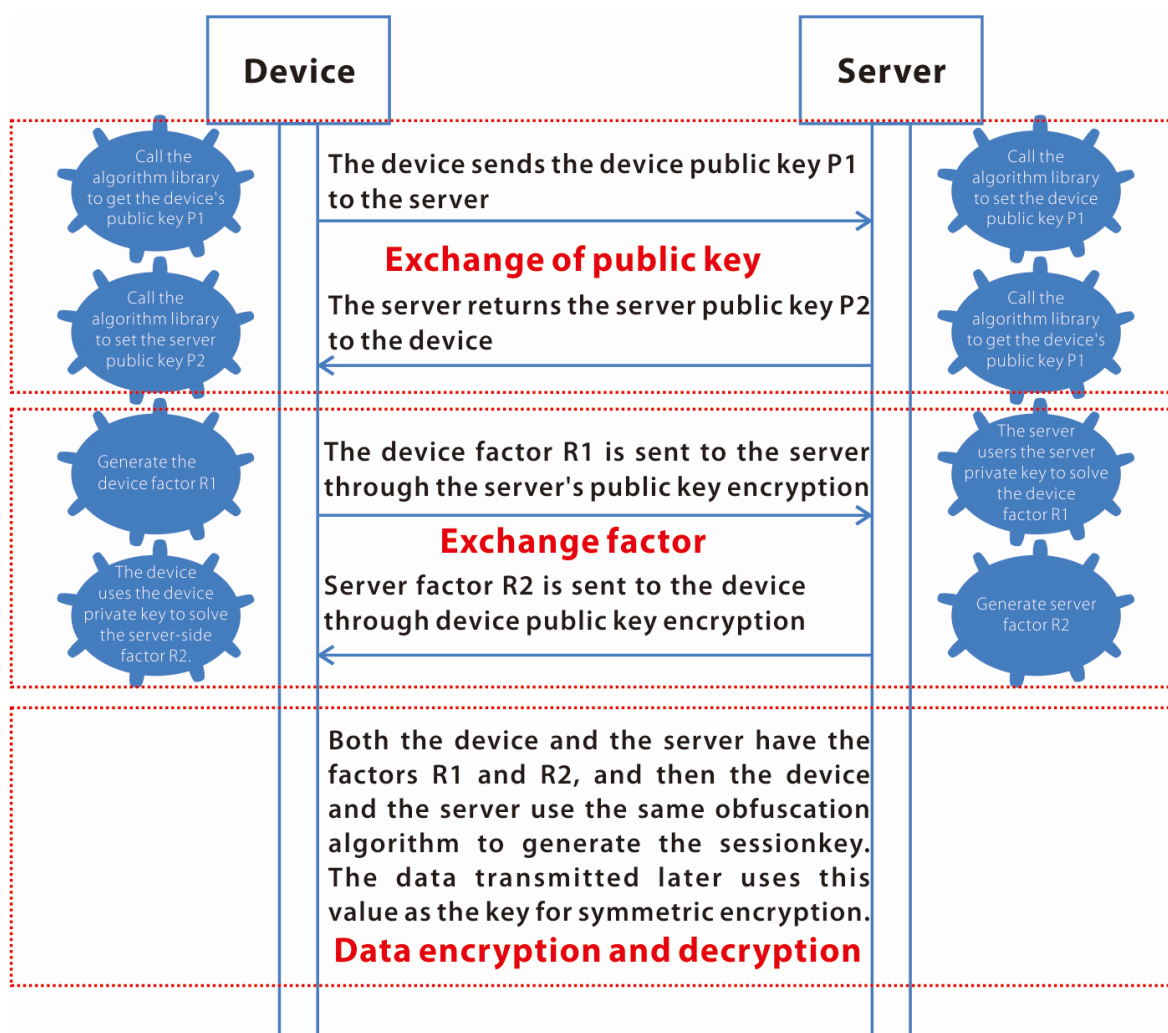 Device
Server
Call the
algorithm library
to get the device's
public key P1
The device sends the device public key P1
to the server
Call the
algorithm library
to set the device
public key P1
Exchange of public key
Call the
algorithm library
to set the server
public key P2
The server returns the server public key P2
to the device
Call the
algorithm library
to get the device's
public key P1
Generate the
device factor R1
The device factor R1 is sent to the server
through the server's public key encryption
The server
users the server
private key to solve
the device
factor R1
Exchange factor
The device
uses the device
private key to solve
the server-side
factor R2.
Server factor R2 is sent to the device
through device public key encryption
Generate server
factor R2
Both the device and the server have the
factors R1 and R2, and then the device
and the server use the same obfuscation
algorithm to generate the sessionkey.
The data transmitted later uses this
value as the key for symmetric encryption.
Data encryption and decryption